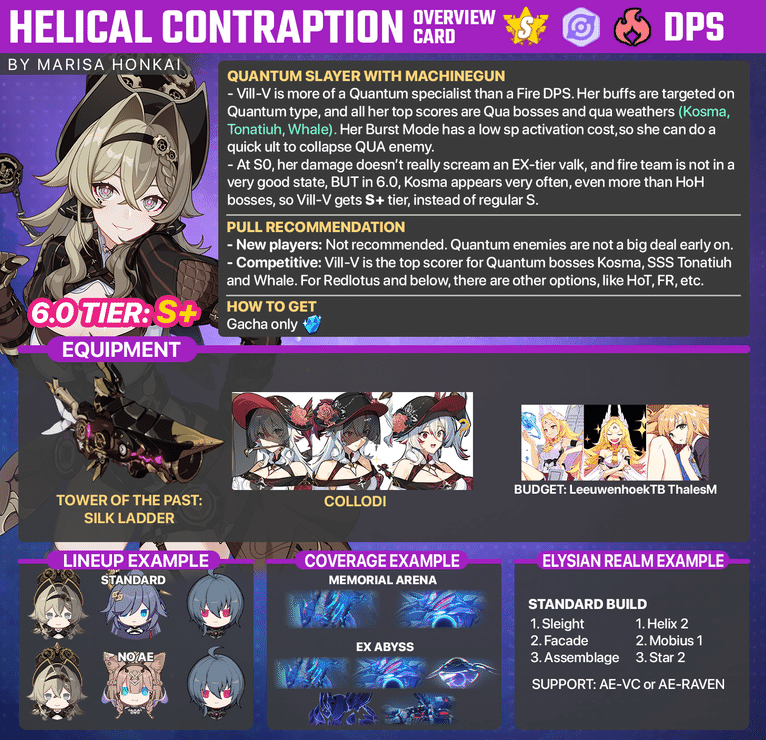 HELICAL CONTRAPTION
OVERVIEW
CARD
S
DPS
BY MARISA HONKAI
QUANTUM SLAYER WITH MACHINEGUN
- Vill-V is more of a Quantum specialist than a Fire DPS. Her buffs are targeted on
Quantum type, and all her top scores are Qua bosses and qua weathers (Kosma,
Tonatiuh, Whale). Her Burst Mode has a low sp activation cost,so she can do a
quick ult to collapse QUA enemy.
- At S0, her damage doesn't really scream an EX-tier valk, and fire team is not in a
very good state, BUT in 6.0, Kosma appears very often, even more than HoH
bosses, so Vill-V gets S+ tier, instead of regular S.
PULL RECOMMENDATION
- New players: Not recommended. Quantum enemies are not a big deal early on.
- Competitive: Vill-V is the top scorer for Quantum bosses Kosma, SSS Tonatiuh
and Whale. For Redlotus and below, there are other options, like HoT, FR, etc.
HOW TO GET
Gacha only
6.0 TIER: S+
EQUIPMENT
TOWER OF THE PAST:
SILK LADDER
COLLODI
BUDGET: LeeuwenhoekTB ThalesM
LINEUP EXAMPLE
STANDARD
NO AE
COVERAGE EXAMPLE
MEMORIAL ARENA
EX ABYSS
ELYSIAN REALM EXAMPLE
STANDARD BUILD
1. Sleight
2. Facade
3. Assemblage
1. Helix 2
2. Mobius 1
3. Star 2
SUPPORT: AE-VC or AE-RAVEN